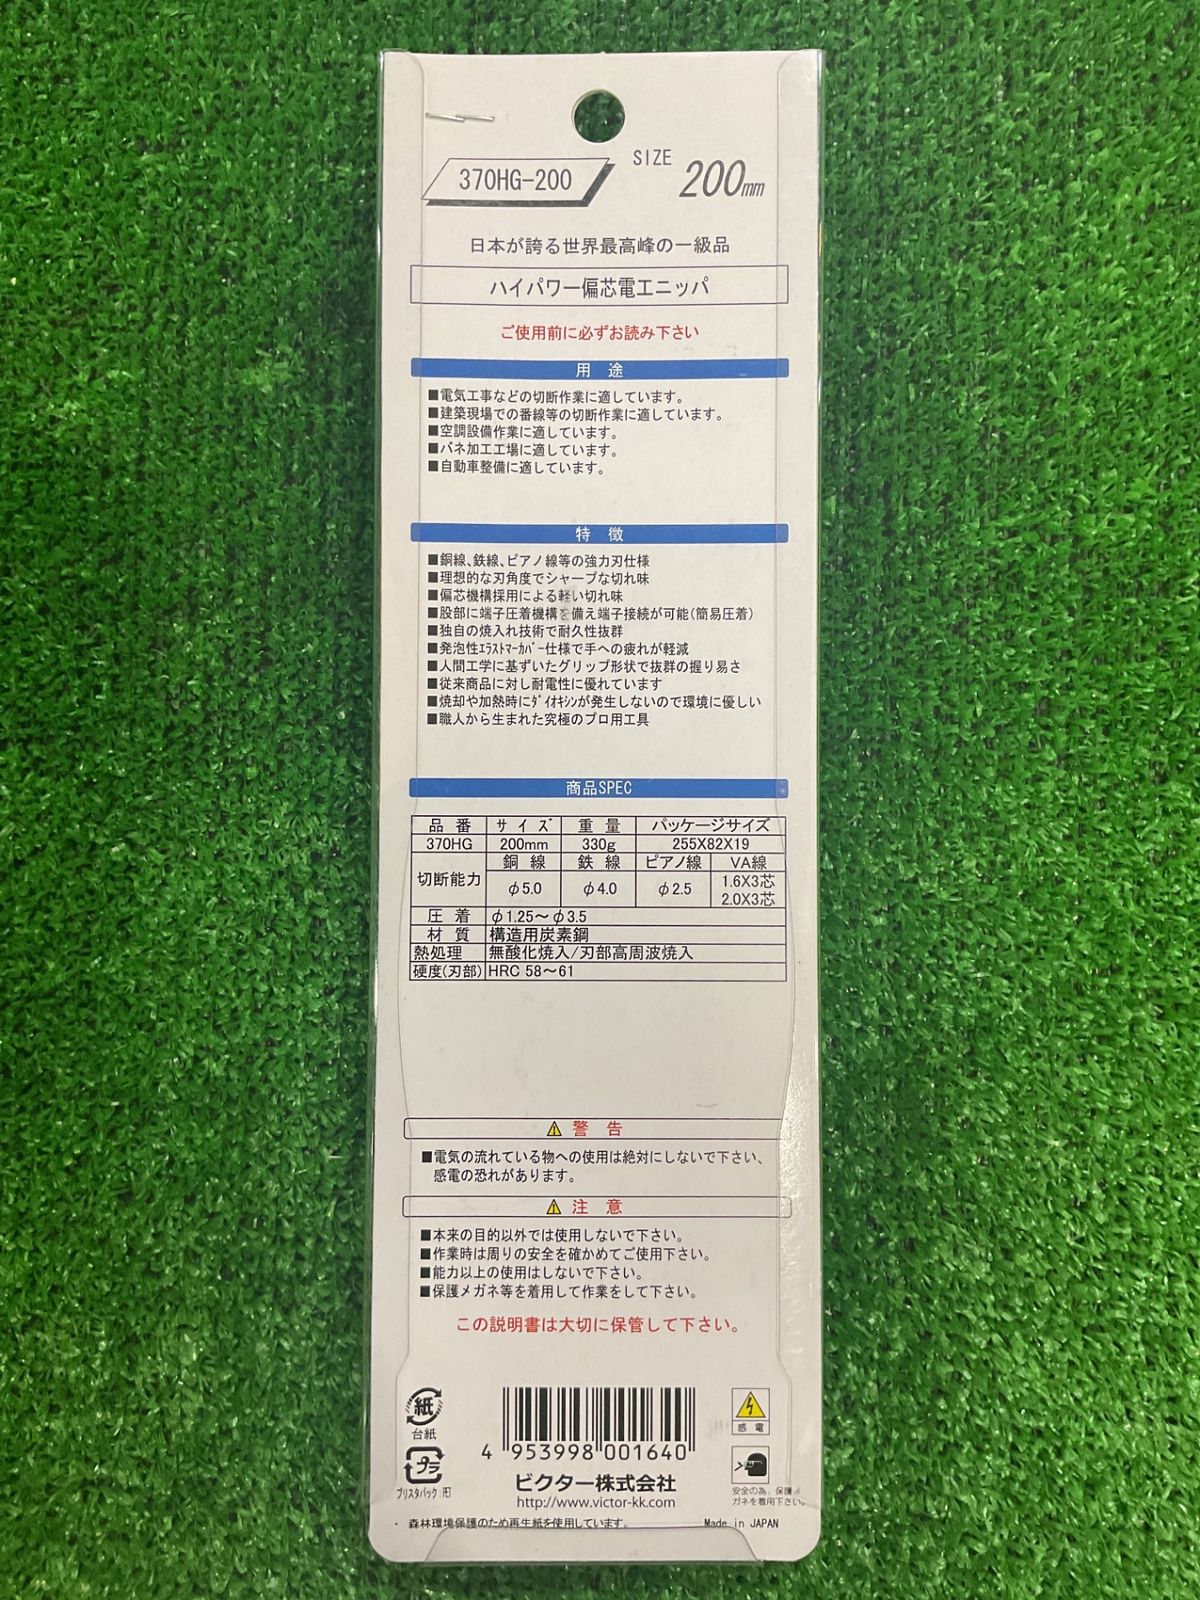 370HG-200
SIZE 200mm
日本が誇る世界最高峰の一級品
ハイパワー偏芯電工ニッパ
ご使用前に必ずお読み下さい
用 途
■電気工事などの切断作業に適しています。
■建築現場での番線等の切断作業に適しています。
■空調設備作業に適しています。
■バネ加工工場に適しています。
■自動車整備に適しています。
特 徴
■銅線、鉄線、ピアノ線等の強力刃仕様
■理想的な刃角度でシャープな切れ味
■偏芯機構採用による軽い切れ味
■股部に端子圧着機構を備え端子接続が可能(簡易圧着)
■独自の焼入れ技術で耐久性抜群
■発泡性ｴﾗｽﾄﾏｰｶﾊﾞｰ仕様で手への疲れが軽減
■人間工学に基ずいたグリップ形状で抜群の握り易さ
■従来商品に対し耐電性に優れています
■焼却や加熱時にﾀﾞｲｵｷｼﾝが発生しないので環境に優しい
■職人から生まれた究極のプロ用工具
商品SPEC
品 番 サ イ ズ 重 量 パッケージサイズ
370HG 200mm 330g 255X82X19
切断能力 銅 線 鉄 線 ピアノ線 VA線
φ5.0 φ4.0 φ2.5 1.6X3芯
2.0X3芯
圧 着 φ1.25〜φ3.5
材 質 構造用炭素鋼
熱処理 無酸化焼入/刃部高周波焼入
硬度(刃部) HRC 58〜61
警 告
■電気の流れている物への使用は絶対にしないで下さい、
感電の恐れがあります。
注 意
■本来の目的以外では使用しないで下さい。
■作業時は周りの安全を確かめてご使用下さい。
■能力以上の使用はしないで下さい。
■保護メガネ等を着用して作業をして下さい。
この説明書は大切に保管して下さい。
紙
台紙
プラ
ブリスタパック:PET
4 953998 001640
ビクター株式会社
http://www.victor-kk.com
感 電
安全の為、保護メ
ガネを着用下さい。
・ 森林環境保護のため再生紙を使用しています。
Made in JAPAN